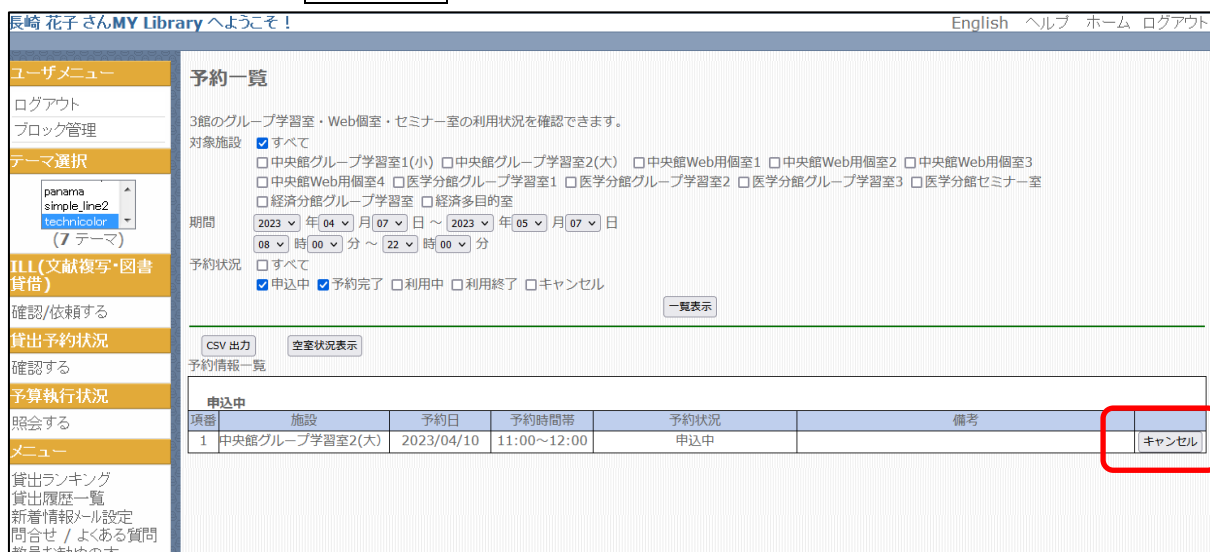 長崎 花子 さんMY Library へようこそ！
English ヘルプ ホーム ログアウト
ユーザメニュー
ログアウト
ブロック管理
テーマ選択
panama
simple_line2
technicolor
(7 テーマ)
ILL(文献複写・図書
貸借)
確認/依頼する
貸出予約状況
確認する
予算執行状況
照会する
メニュー
貸出ランキング
貸出履歴一覧
新着情報メール設定
問合せ / よくある質問
予約一覧
3館のグループ学習室・Web個室・セミナー室の利用状況を確認できます。
対象施設 すべて
中央館グループ学習室1(小) 中央館グループ学習室2(大) 中央館Web用個室1 中央館Web用個室2 中央館Web用個室3
中央館Web用個室4 医学分館グループ学習室1 医学分館グループ学習室2 医学分館グループ学習室3 医学分館セミナー室
経済分館グループ学習室 経済多目的室
期間 2023 年 04 月 07 日 ～ 2023 年 05 月 07 日
08 時 00 分 ～ 22 時 00 分
予約状況 すべて
申込中 予約完了 利用中 利用終了 キャンセル
一覧表示
CSV 出力 空室状況表示
予約情報一覧
申込中
項番 施設 予約日 予約時間帯 予約状況 備考
1 中央館グループ学習室2(大) 2023/04/10 11:00～12:00 申込中 キャンセル